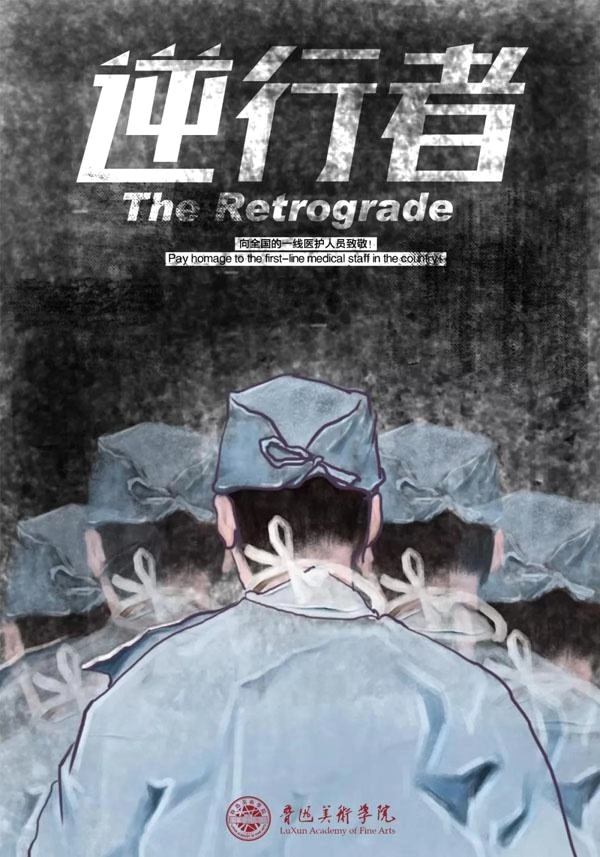 逆行者
The Retrograde
向全国的一线医护人员致敬!
Pay homage to the first-line medical staff in the country!
鲁迅美術学院
LuXun Academy of Fine Arts